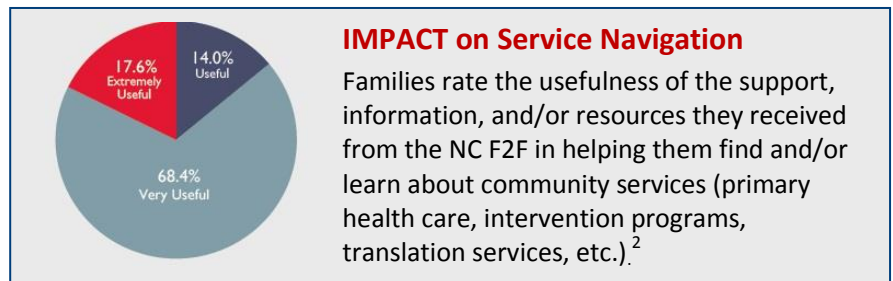 17.6%
Extremely
Useful
14.0%
Useful
68.4%
Very Useful
IMPACT on Service Navigation
Families rate the usefulness of the support,
information, and/or resources they received
from the NC F2F in helping them find and/or
learn about community services (primary
health care, intervention programs,
translation services, etc.).2